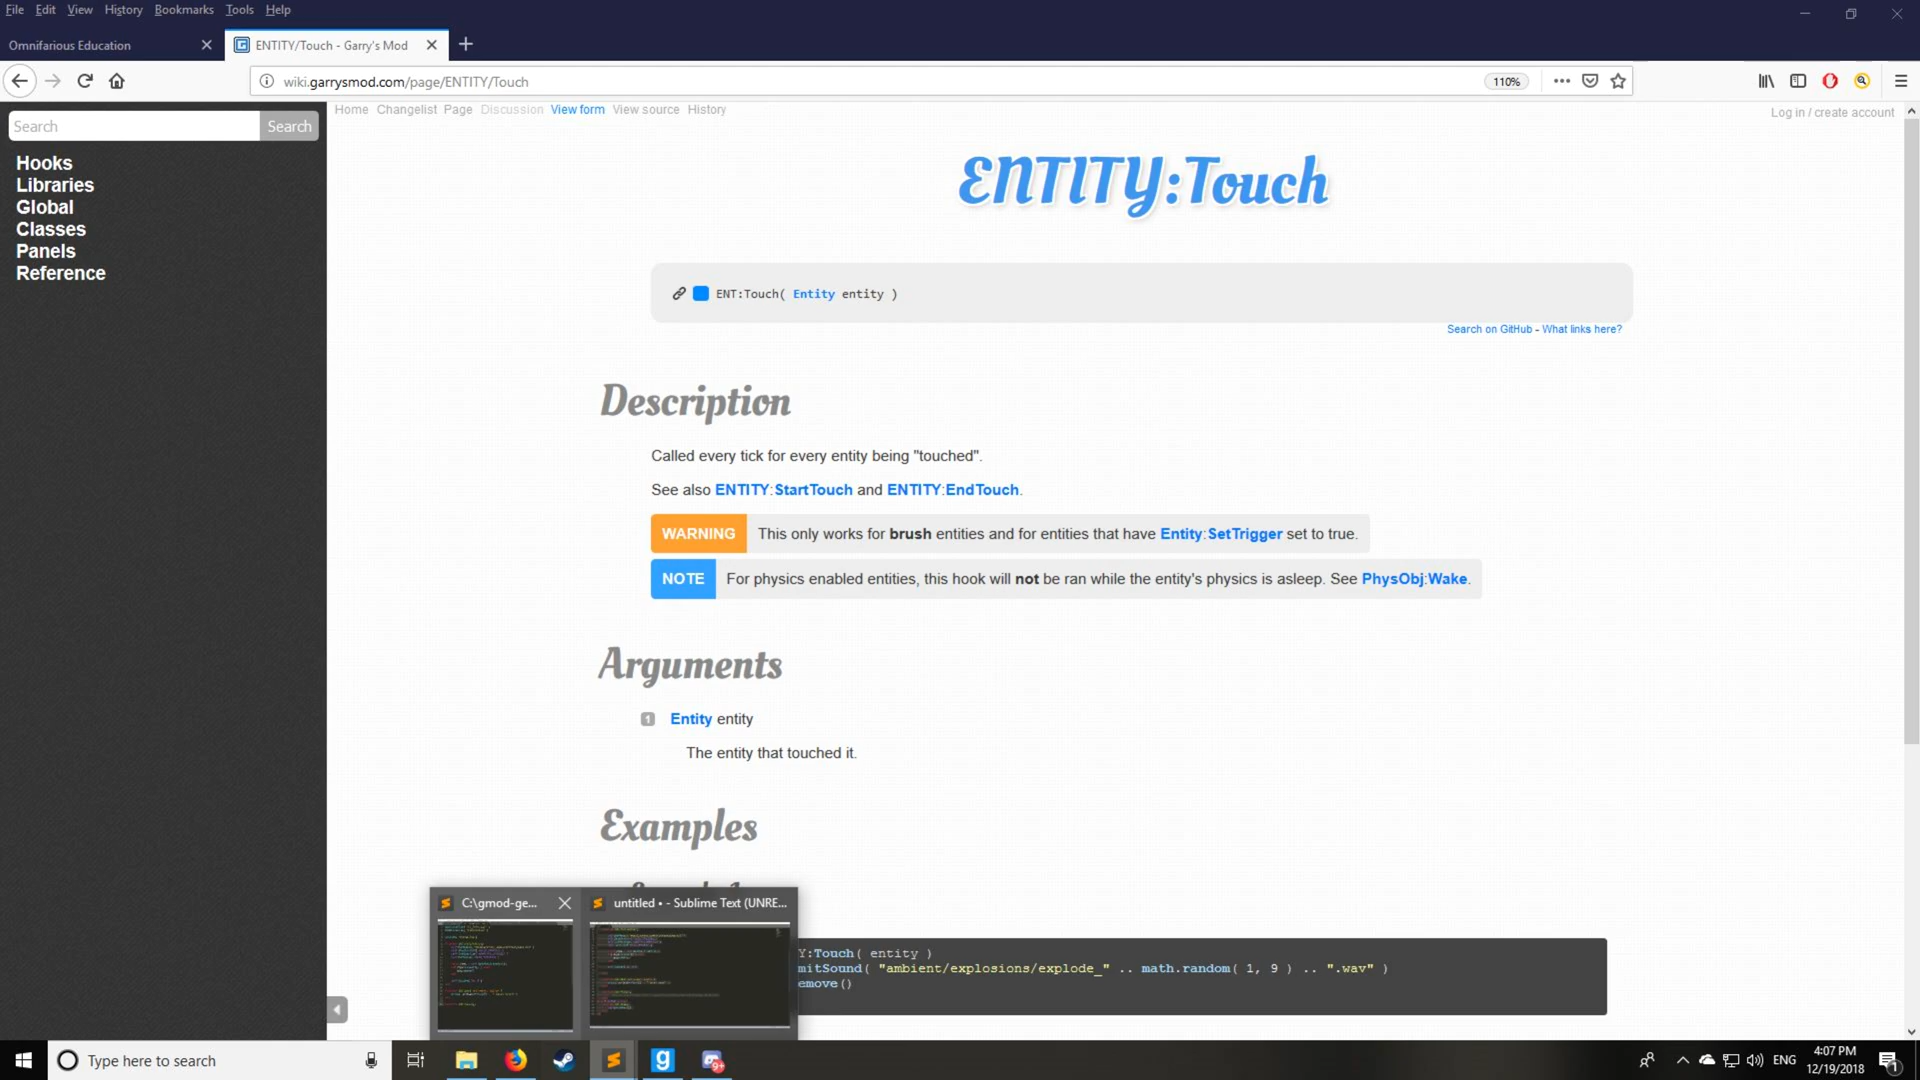 File Edit View History Bookmarks Tools Help
Omnifarious Education
ENTITY/Touch - Garry's Mod
wiki.garrysmod.com/page/ENTITY/Touch
110%
Home Changelist Page Discussion View form View source History
Log in / create account
Search Search
Hooks
Libraries
Global
Classes
Panels
Reference
ENTITY:Touch
ENT:Touch( Entity entity )
Search on GitHub - What links here?
Description
Called every tick for every entity being "touched".
See also ENTITY:StartTouch and ENTITY:EndTouch.
WARNING This only works for brush entities and for entities that have Entity:SetTrigger set to true.
NOTE For physics enabled entities, this hook will not be ran while the entity's physics is asleep. See PhysObj:Wake.
Arguments
1 Entity entity
The entity that touched it.
Examples
C:\gmod-ge...
untitled • - Sublime Text (UNRE...
Y:Touch( entity )
mitSound( "ambient/explosions/explode_" .. math.random( 1, 9 ) .. ".wav" )
emove()
Type here to search
9+
ENG
4:07 PM
12/19/2018
1